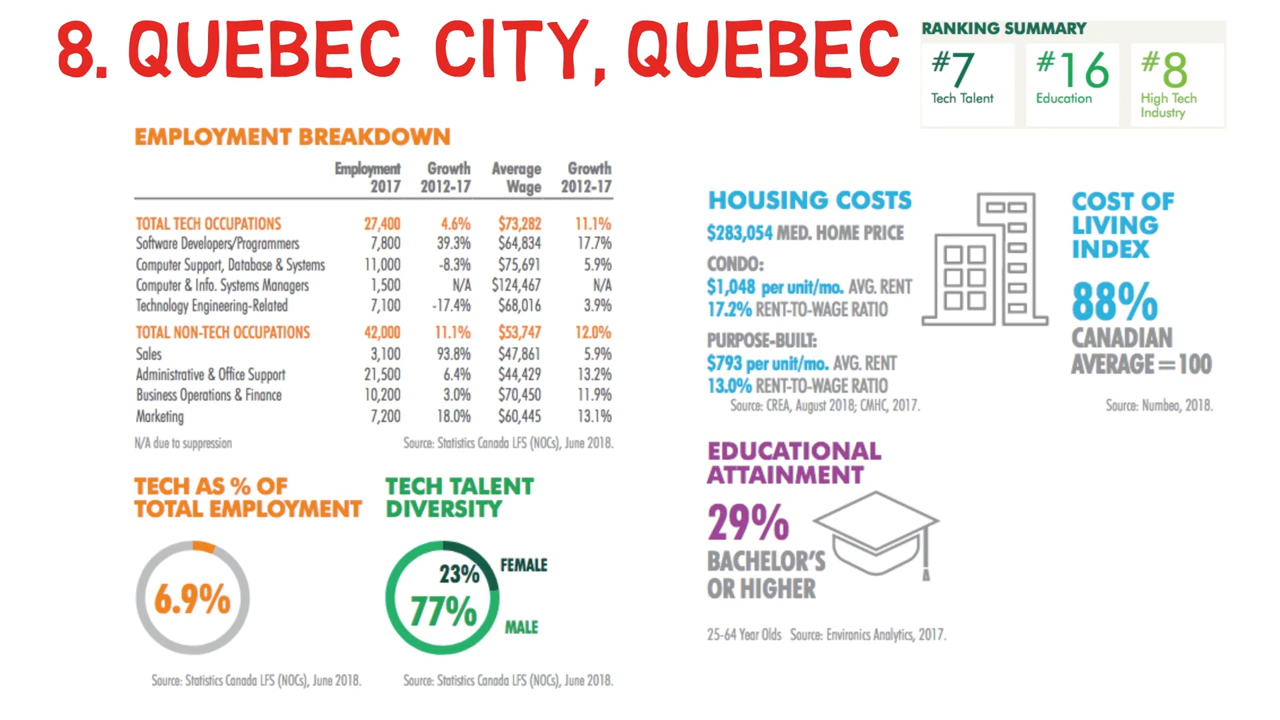 8. QUEBEC CITY, QUEBEC
RANKING SUMMARY
#7
Tech Talent
#16
Education
#8
High Tech
Industry
EMPLOYMENT BREAKDOWN
Employment Growth Average Growth
2017 2012-17 Wage 2012-17
TOTAL TECH OCCUPATIONS 27,400 4.6% $73,282 11.1%
Software Developers/Programmers 7,800 39.3% $64,834 17.7%
Computer Support, Database & Systems 11,000 -8.3% $75,691 5.9%
Computer & Info. Systems Managers 1,500 N/A $124,467 N/A
Technology Engineering-Related 7,100 -17.4% $68,016 3.9%
TOTAL NON-TECH OCCUPATIONS 42,000 11.1% $53,747 12.0%
Sales 3,100 93.8% $47,861 5.9%
Administrative & Office Support 21,500 6.4% $44,429 13.2%
Business Operations & Finance 10,200 3.0% $70,450 11.9%
Marketing 7,200 18.0% $60,445 13.1%
N/A due to suppression Source: Statistics Canada LFS (NOCs), June 2018.
TECH AS % OF
TOTAL EMPLOYMENT
6.9%
Source: Statistics Canada LFS (NOCs), June 2018.
TECH TALENT
DIVERSITY
23% FEMALE
77% MALE
Source: Statistics Canada LFS (NOCs), June 2018.
HOUSING COSTS
$283,054 MED. HOME PRICE
CONDO:
$1,048 per unit/mo. AVG. RENT
17.2% RENT-TO-WAGE RATIO
PURPOSE-BUILT:
$793 per unit/mo. AVG. RENT
13.0% RENT-TO-WAGE RATIO
Source: CREA, August 2018; CMHC, 2017.
COST OF
LIVING
INDEX
88%
CANADIAN
AVERAGE = 100
Source: Numbeo, 2018.
EDUCATIONAL
ATTAINMENT
29%
BACHELOR'S
OR HIGHER
25-64 Year Olds Source: Environics Analytics, 2017.